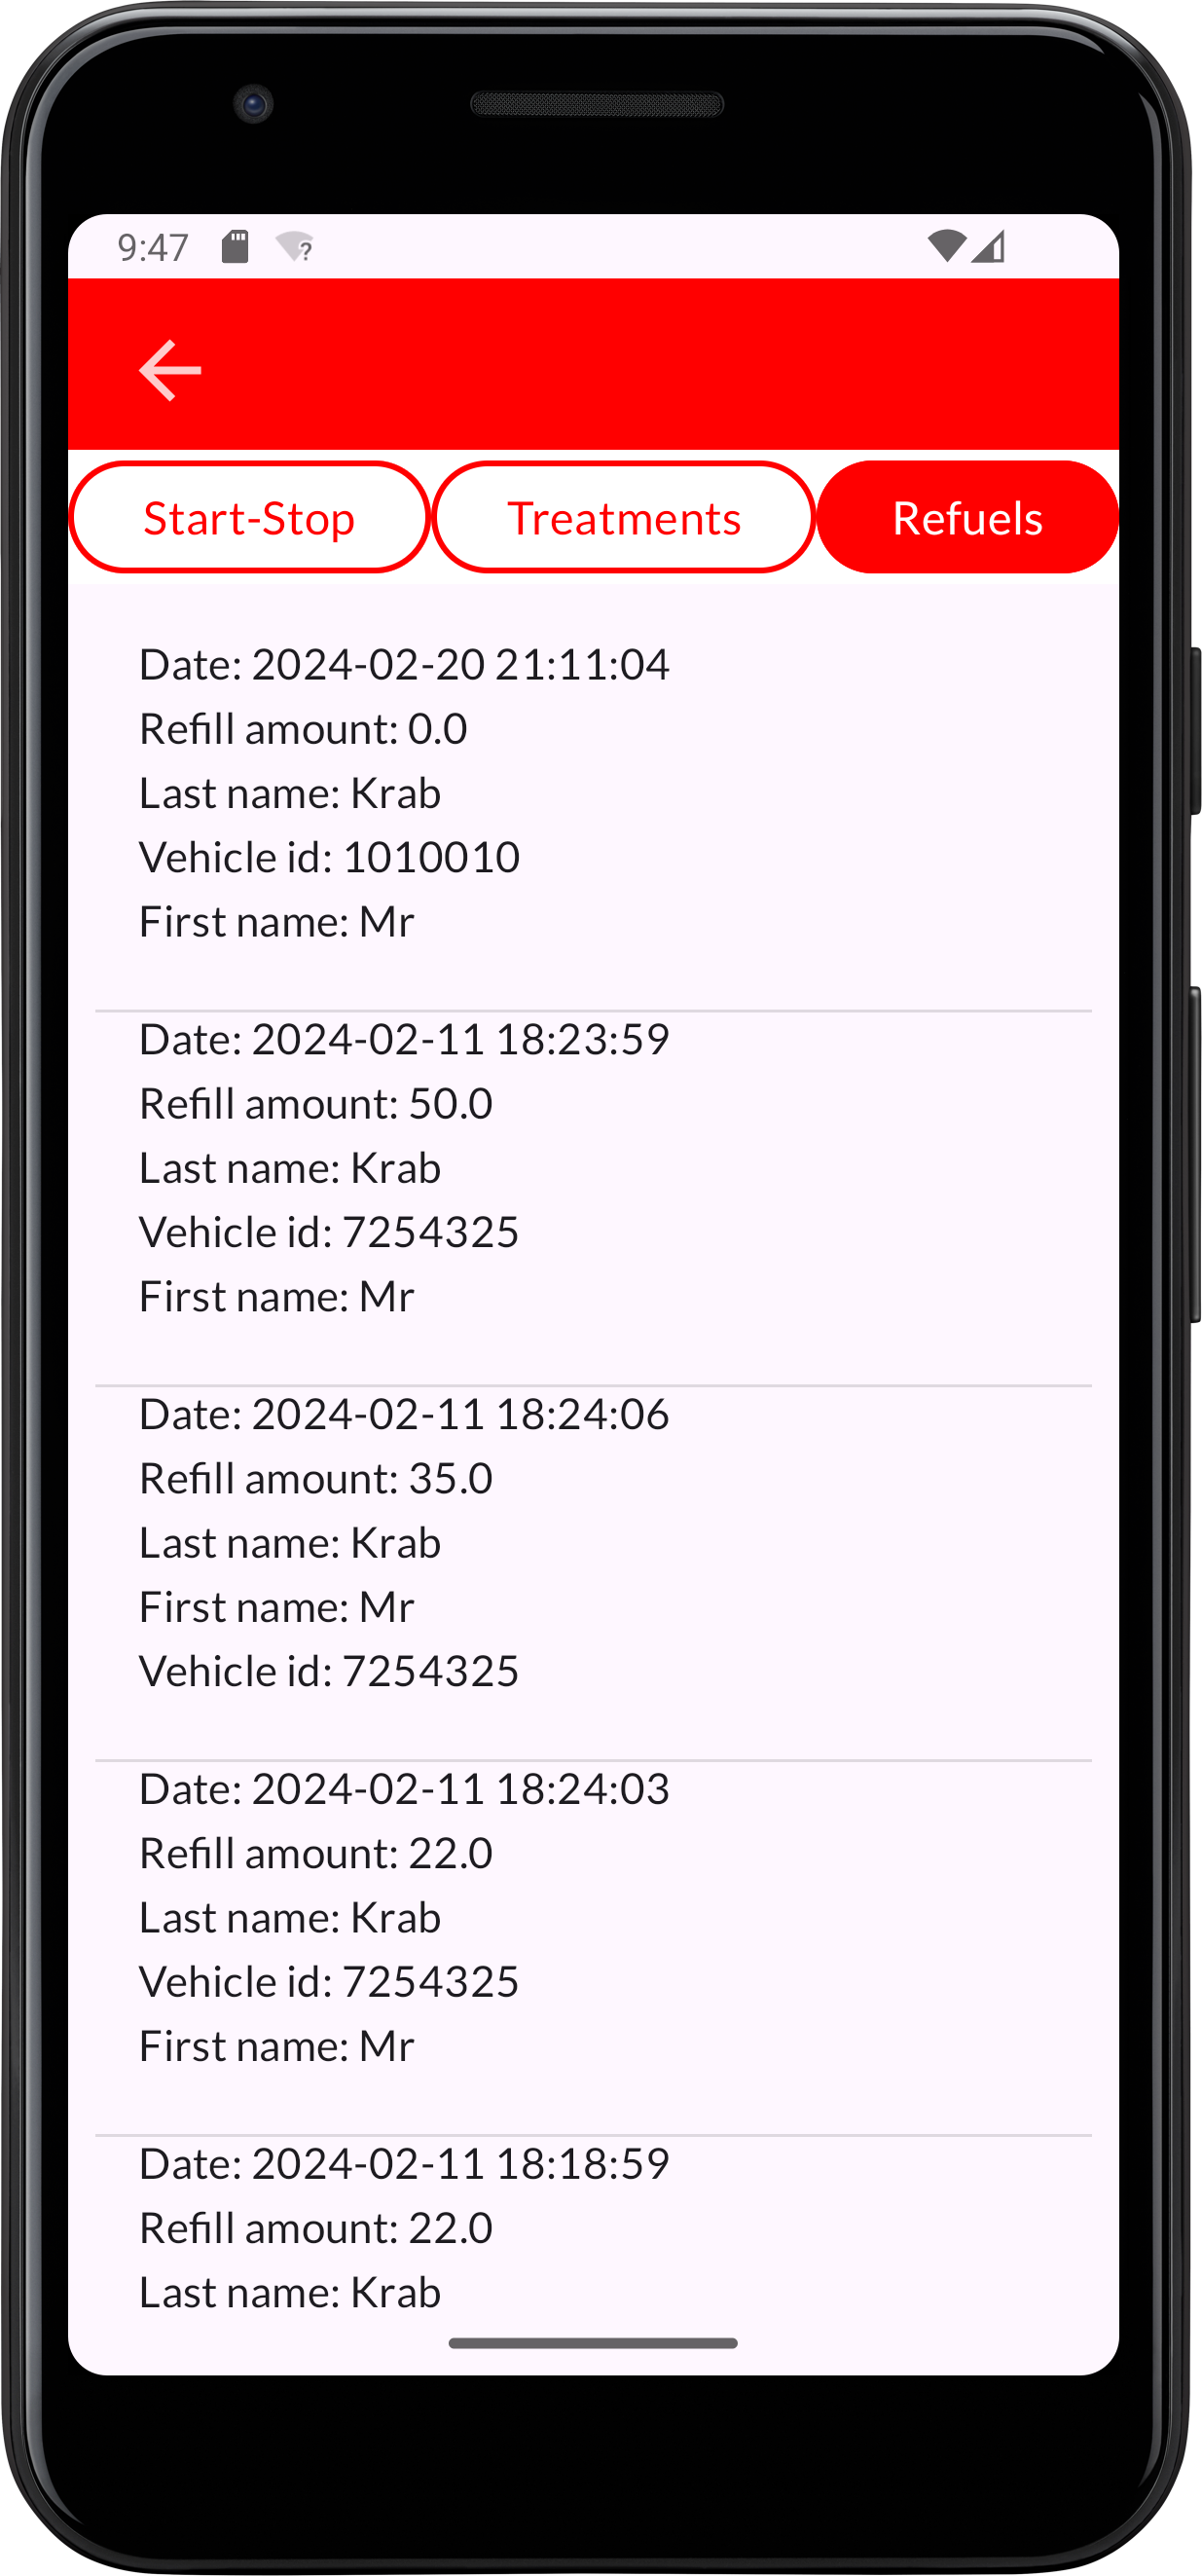 9:47
Start-Stop Treatments Refuels
Date: 2024-02-20 21:11:04
Refill amount: 0.0
Last name: Krab
Vehicle id: 1010010
First name: Mr
Date: 2024-02-11 18:23:59
Refill amount: 50.0
Last name: Krab
Vehicle id: 7254325
First name: Mr
Date: 2024-02-11 18:24:06
Refill amount: 35.0
Last name: Krab
First name: Mr
Vehicle id: 7254325
Date: 2024-02-11 18:24:03
Refill amount: 22.0
Last name: Krab
Vehicle id: 7254325
First name: Mr
Date: 2024-02-11 18:18:59
Refill amount: 22.0
Last name: Krab